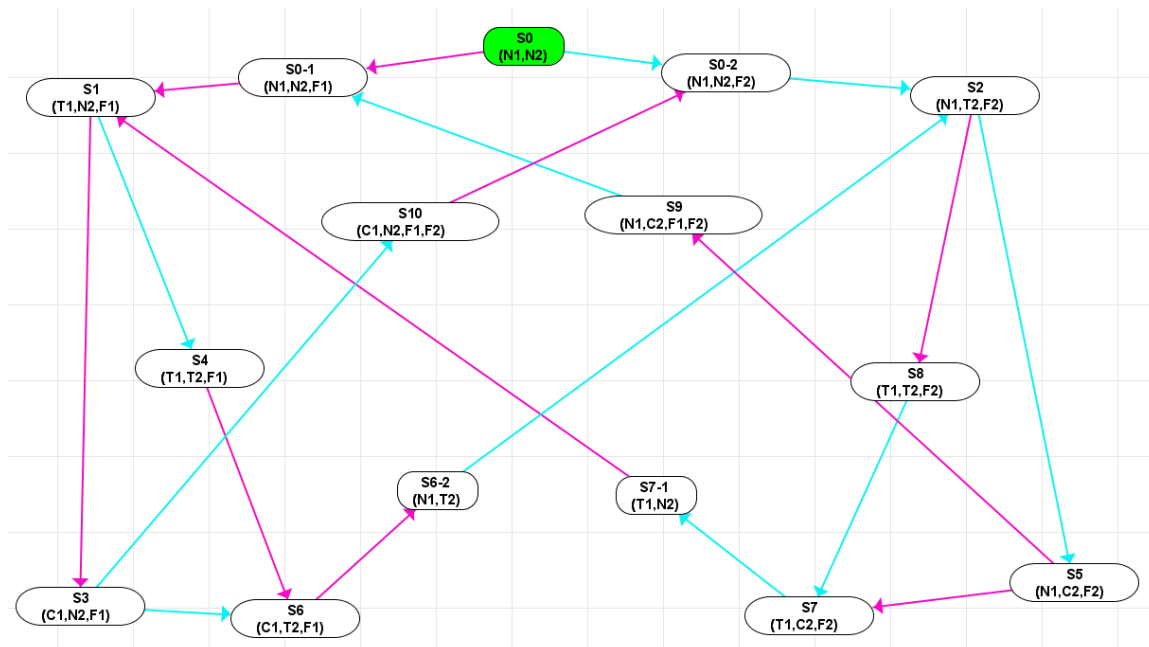 S0
(N1,N2)
S0-1
(N1,N2,F1)
S0-2
(N1,N2,F2)
S1
(T1,N2,F1)
S2
(N1,T2,F2)
S10
(C1,N2,F1,F2)
S9
(N1,C2,F1,F2)
S4
(T1,T2,F1)
S8
(T1,T2,F2)
S6-2
(N1,T2)
S7-1
(T1,N2)
S3
(C1,N2,F1)
S6
(C1,T2,F1)
S7
(T1,C2,F2)
S5
(N1,C2,F2)